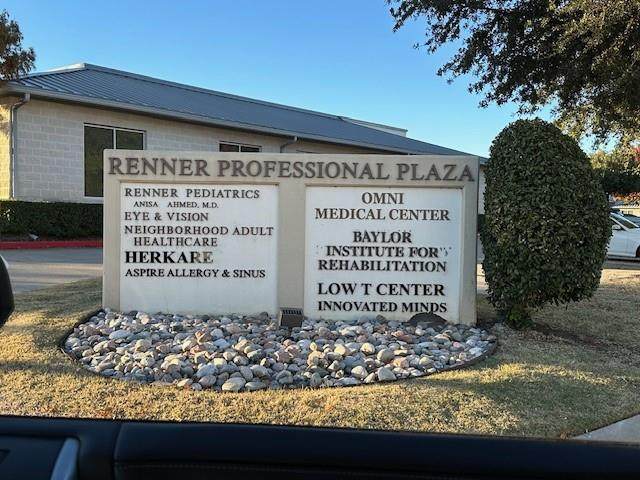 RENNER PROFESSIONAL PLAZA
RENNER PEDIATRICS
ANISA AHMED, M.D.
EYE & VISION
NEIGHBORHOOD ADULT
HEALTHCARE
HERKARE
ASPIRE ALLERGY & SINUS
OMNI
MEDICAL CENTER
BAYLOR
INSTITUTE FOR
REHABILITATION
LOW T CENTER
INNOVATED MINDS